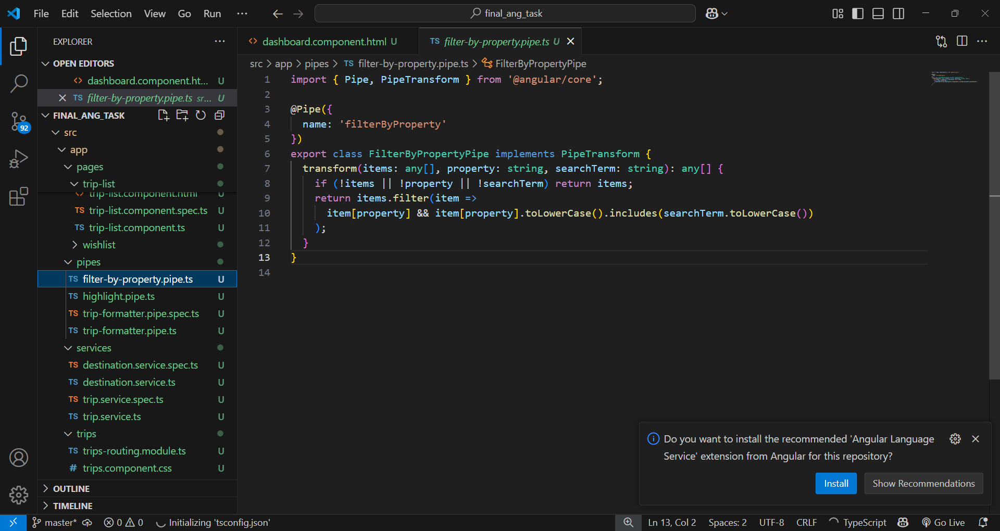 File Edit Selection View Go Run ···
final_ang_task
EXPLORER
OPEN EDITORS
<> dashboard.component.ht... U
TS filter-by-property.pipe.ts sr... U
FINAL_ANG_TASK
src
app
pages
trip-list
<> trip-list.component.html U
TS trip-list.component.spec.ts U
TS trip-list.component.ts U
wishlist
pipes
TS filter-by-property.pipe.ts U
TS highlight.pipe.ts U
TS trip-formatter.pipe.spec.ts U
TS trip-formatter.pipe.ts U
services
TS destination.service.spec.ts U
TS destination.service.ts U
TS trip.service.spec.ts U
TS trip.service.ts U
trips
TS trips-routing.module.ts U
# trips.component.css U
OUTLINE
TIMELINE
92
<> dashboard.component.html U
TS filter-by-property.pipe.ts U
src > app > pipes > TS filter-by-property.pipe.ts > FilterByPropertyPipe
1 import { Pipe, PipeTransform } from '@angular/core';
2
3 @Pipe({
4 name: 'filterByProperty'
5 })
6 export class FilterByPropertyPipe implements PipeTransform {
7 transform(items: any[], property: string, searchTerm: string): any[] {
8 if (!items || !property || !searchTerm) return items;
9 return items.filter(item =>
10 item[property] && item[property].toLowerCase().includes(searchTerm.toLowerCase())
11 );
12 }
13 }
14
Do you want to install the recommended 'Angular Language
Service' extension from Angular for this repository?
Install Show Recommendations
master* 0 0 Initializing 'tsconfig.json' Ln 13, Col 2 Spaces: 2 UTF-8 CRLF TypeScript Go Live